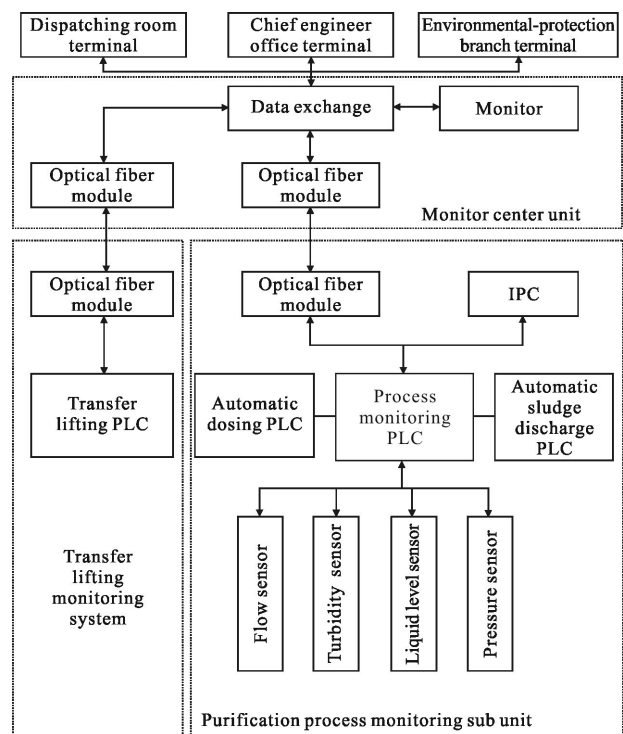 Dispatching room
terminal
Chief engineer
office terminal
Environmental-protection
branch terminal
Data exchange
Monitor
Optical fiber
module
Optical fiber
module
Monitor center unit
Optical fiber
module
Optical fiber
module
IPC
Transfer
lifting PLC
Automatic
dosing PLC
Process
monitoring
PLC
Automatic
sludge
discharge
PLC
Transfer
lifting
monitoring
system
Flow sensor
Turbidity sensor
Liquid level sensor
Pressure sensor
Purification process monitoring sub unit